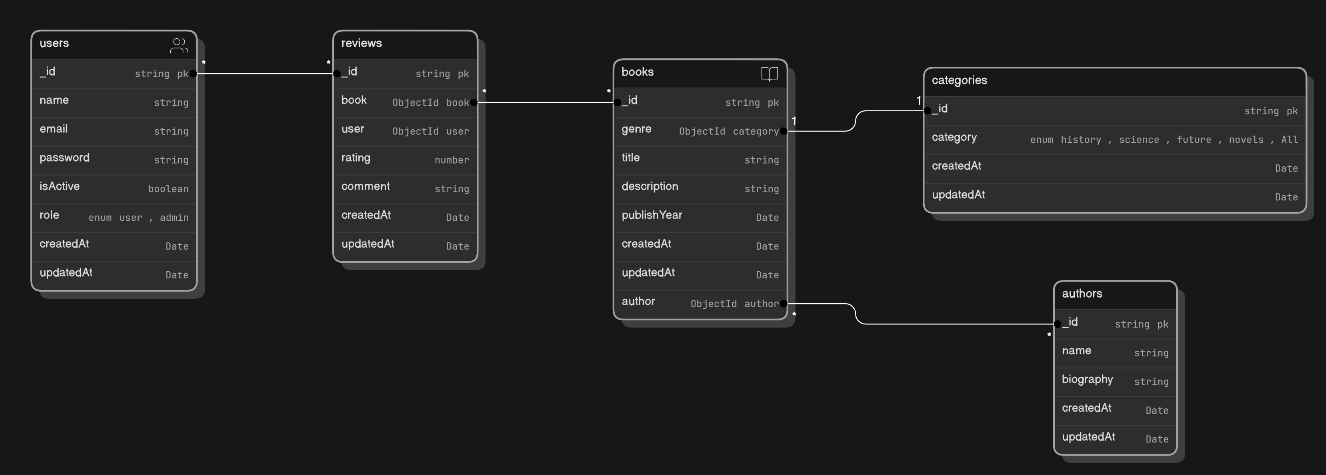 users
_id string pk
name string
email string
password string
isActive boolean
role enum user , admin
createdAt Date
updatedAt Date
*
*
reviews
_id string pk
book ObjectId book
user ObjectId user
rating number
comment string
createdAt Date
updatedAt Date
*
*
books
_id string pk
genre ObjectId category
title string
description string
publishYear Date
createdAt Date
updatedAt Date
author ObjectId author
1
1
*
*
categories
_id string pk
category enum history , science , future , novels , All
createdAt Date
updatedAt Date
authors
_id string pk
name string
biography string
createdAt Date
updatedAt Date